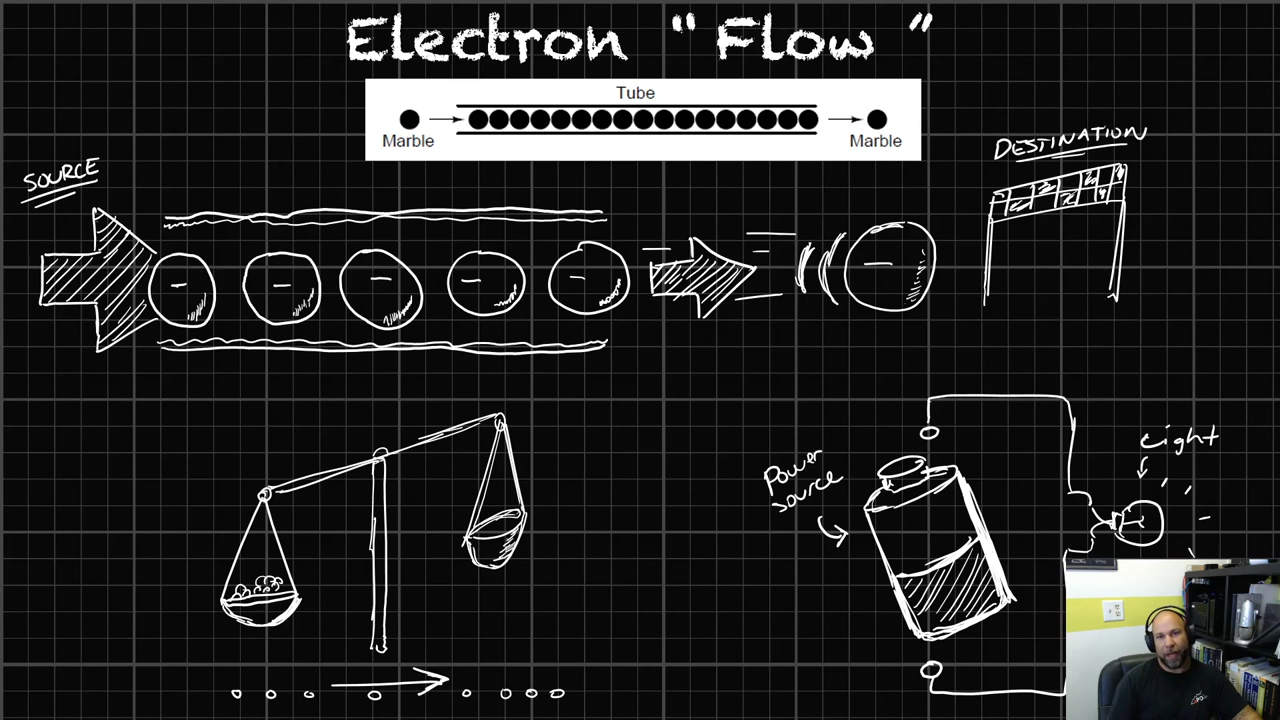 Electron "Flow"
Tube
Marble
Marble
SOURCE
DESTINATION
Power
source
Light